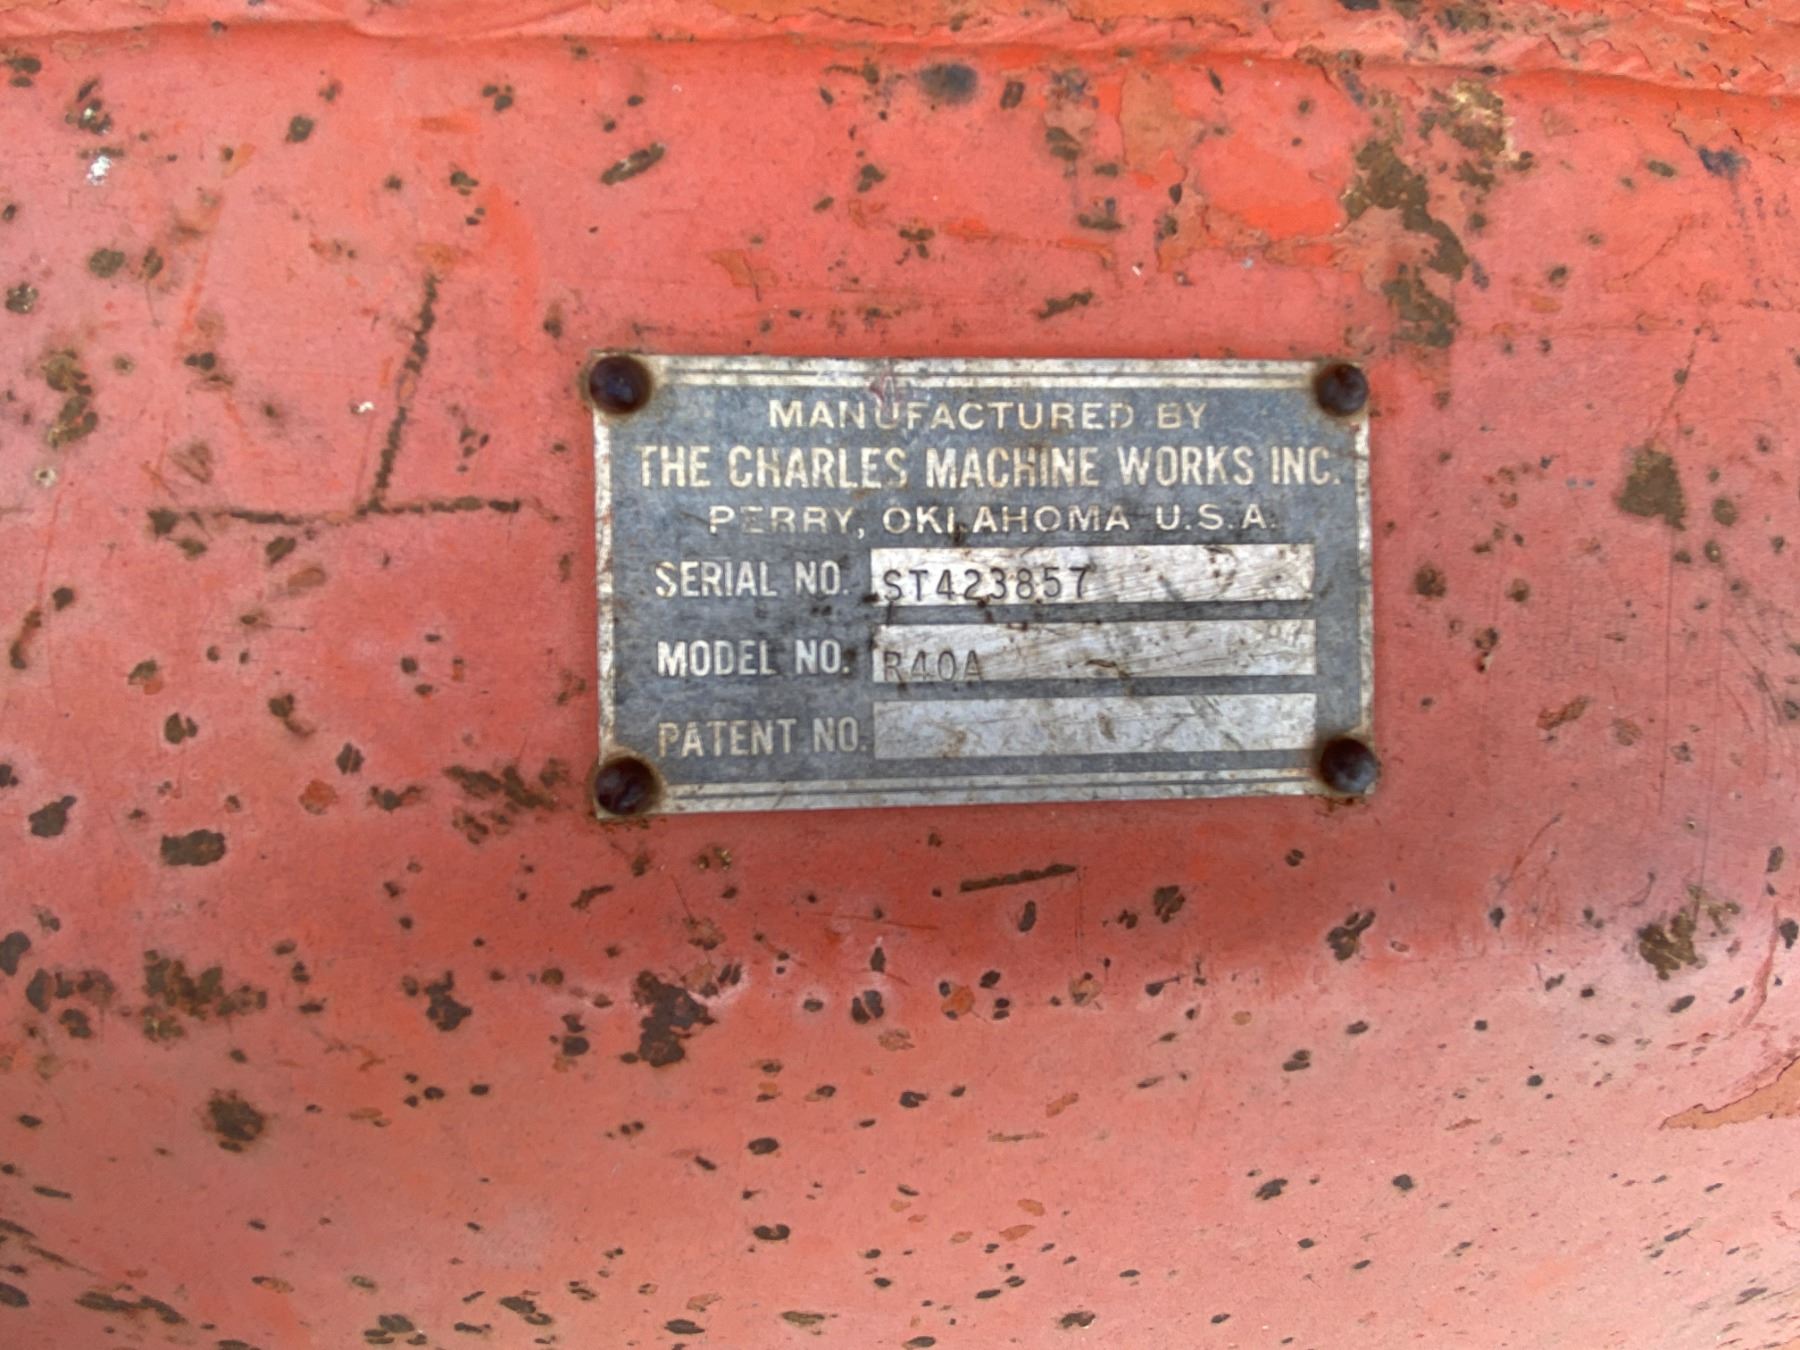 MANUFACTURED BY
THE CHARLES MACHINE WORKS INC.
PERRY, OKLAHOMA U.S.A.
SERIAL NO. ST423857
MODEL NO. R40A
PATENT NO.